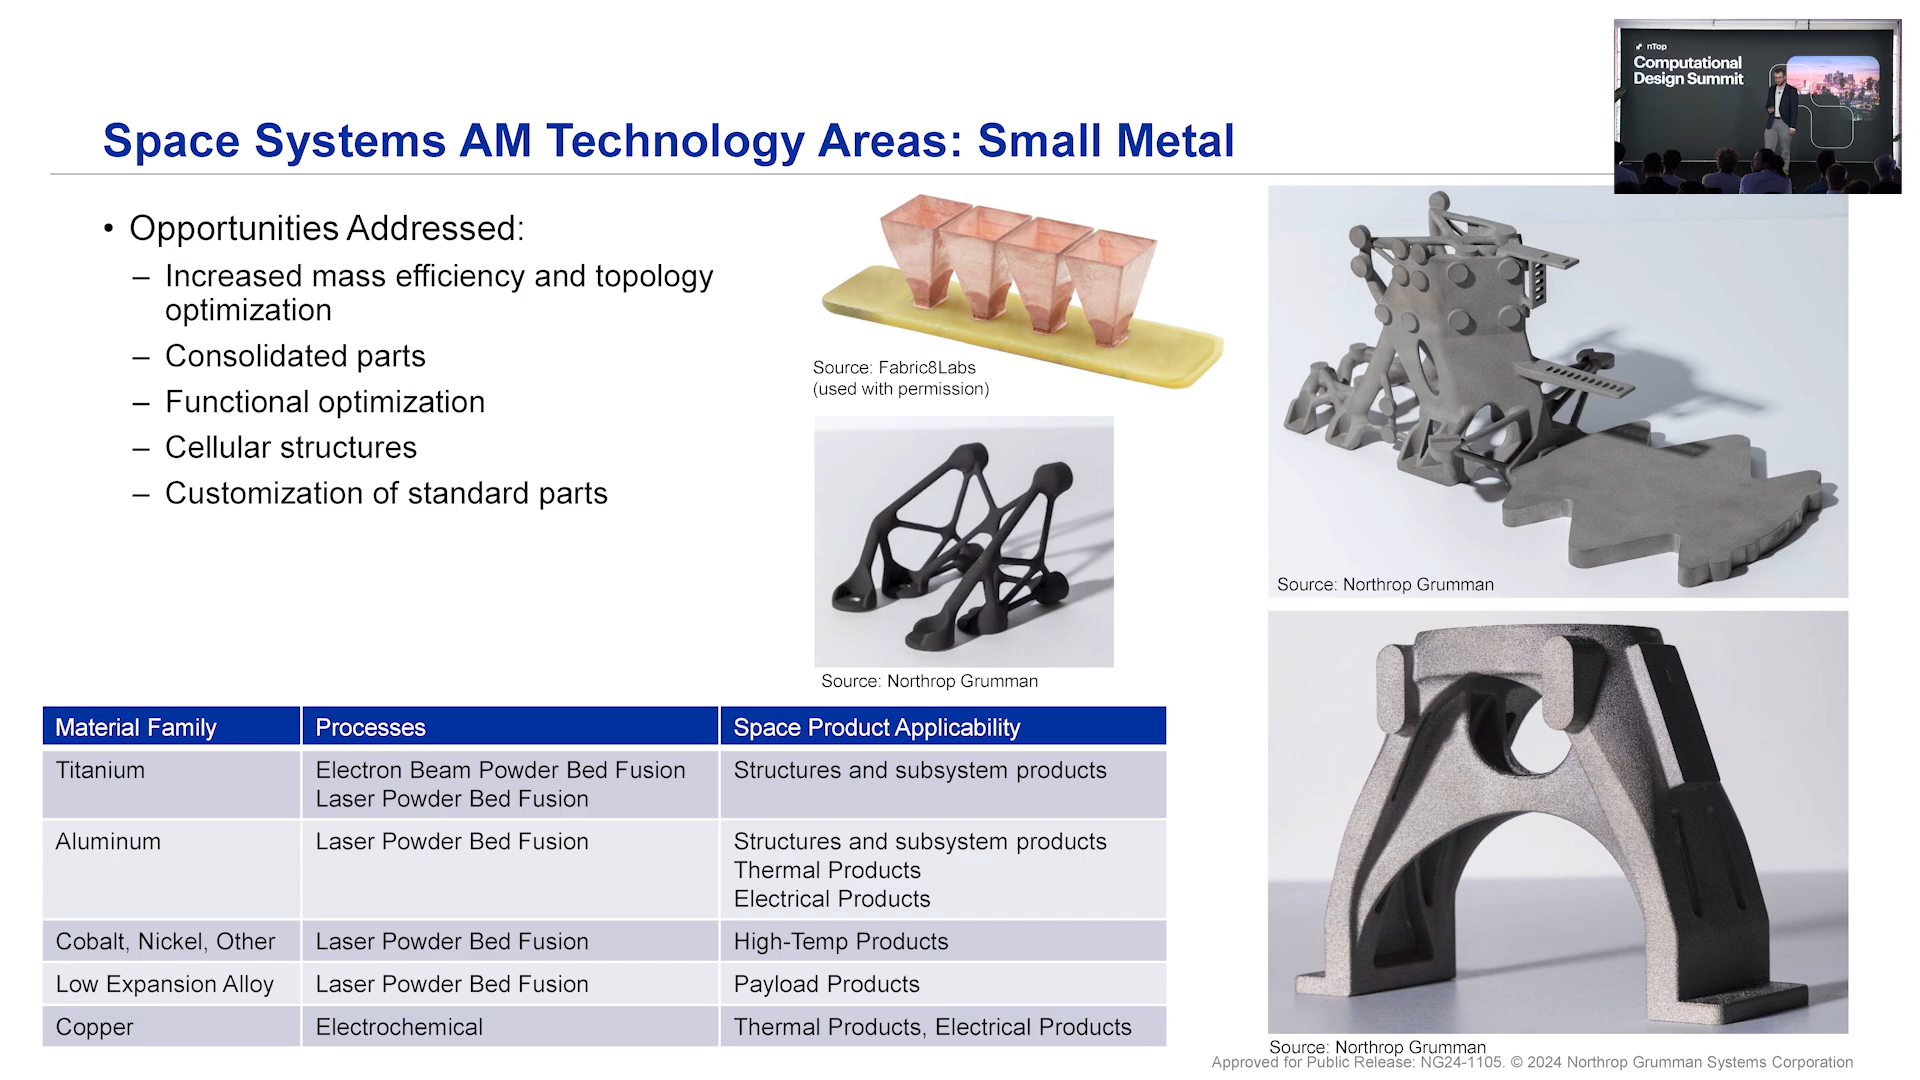 nTop
Computational
Design Summit
Space Systems AM Technology Areas: Small Metal
• Opportunities Addressed:
– Increased mass efficiency and topology
optimization
– Consolidated parts
– Functional optimization
– Cellular structures
– Customization of standard parts
Source: Fabric8Labs
(used with permission)
Source: Northrop Grumman
Source: Northrop Grumman
Material Family Processes Space Product Applicability
Titanium Electron Beam Powder Bed Fusion Structures and subsystem products
Laser Powder Bed Fusion
Aluminum Laser Powder Bed Fusion Structures and subsystem products
Thermal Products
Electrical Products
Cobalt, Nickel, Other Laser Powder Bed Fusion High-Temp Products
Low Expansion Alloy Laser Powder Bed Fusion Payload Products
Copper Electrochemical Thermal Products, Electrical Products
Source: Northrop Grumman
Approved for Public Release: NG24-1105. © 2024 Northrop Grumman Systems Corporation